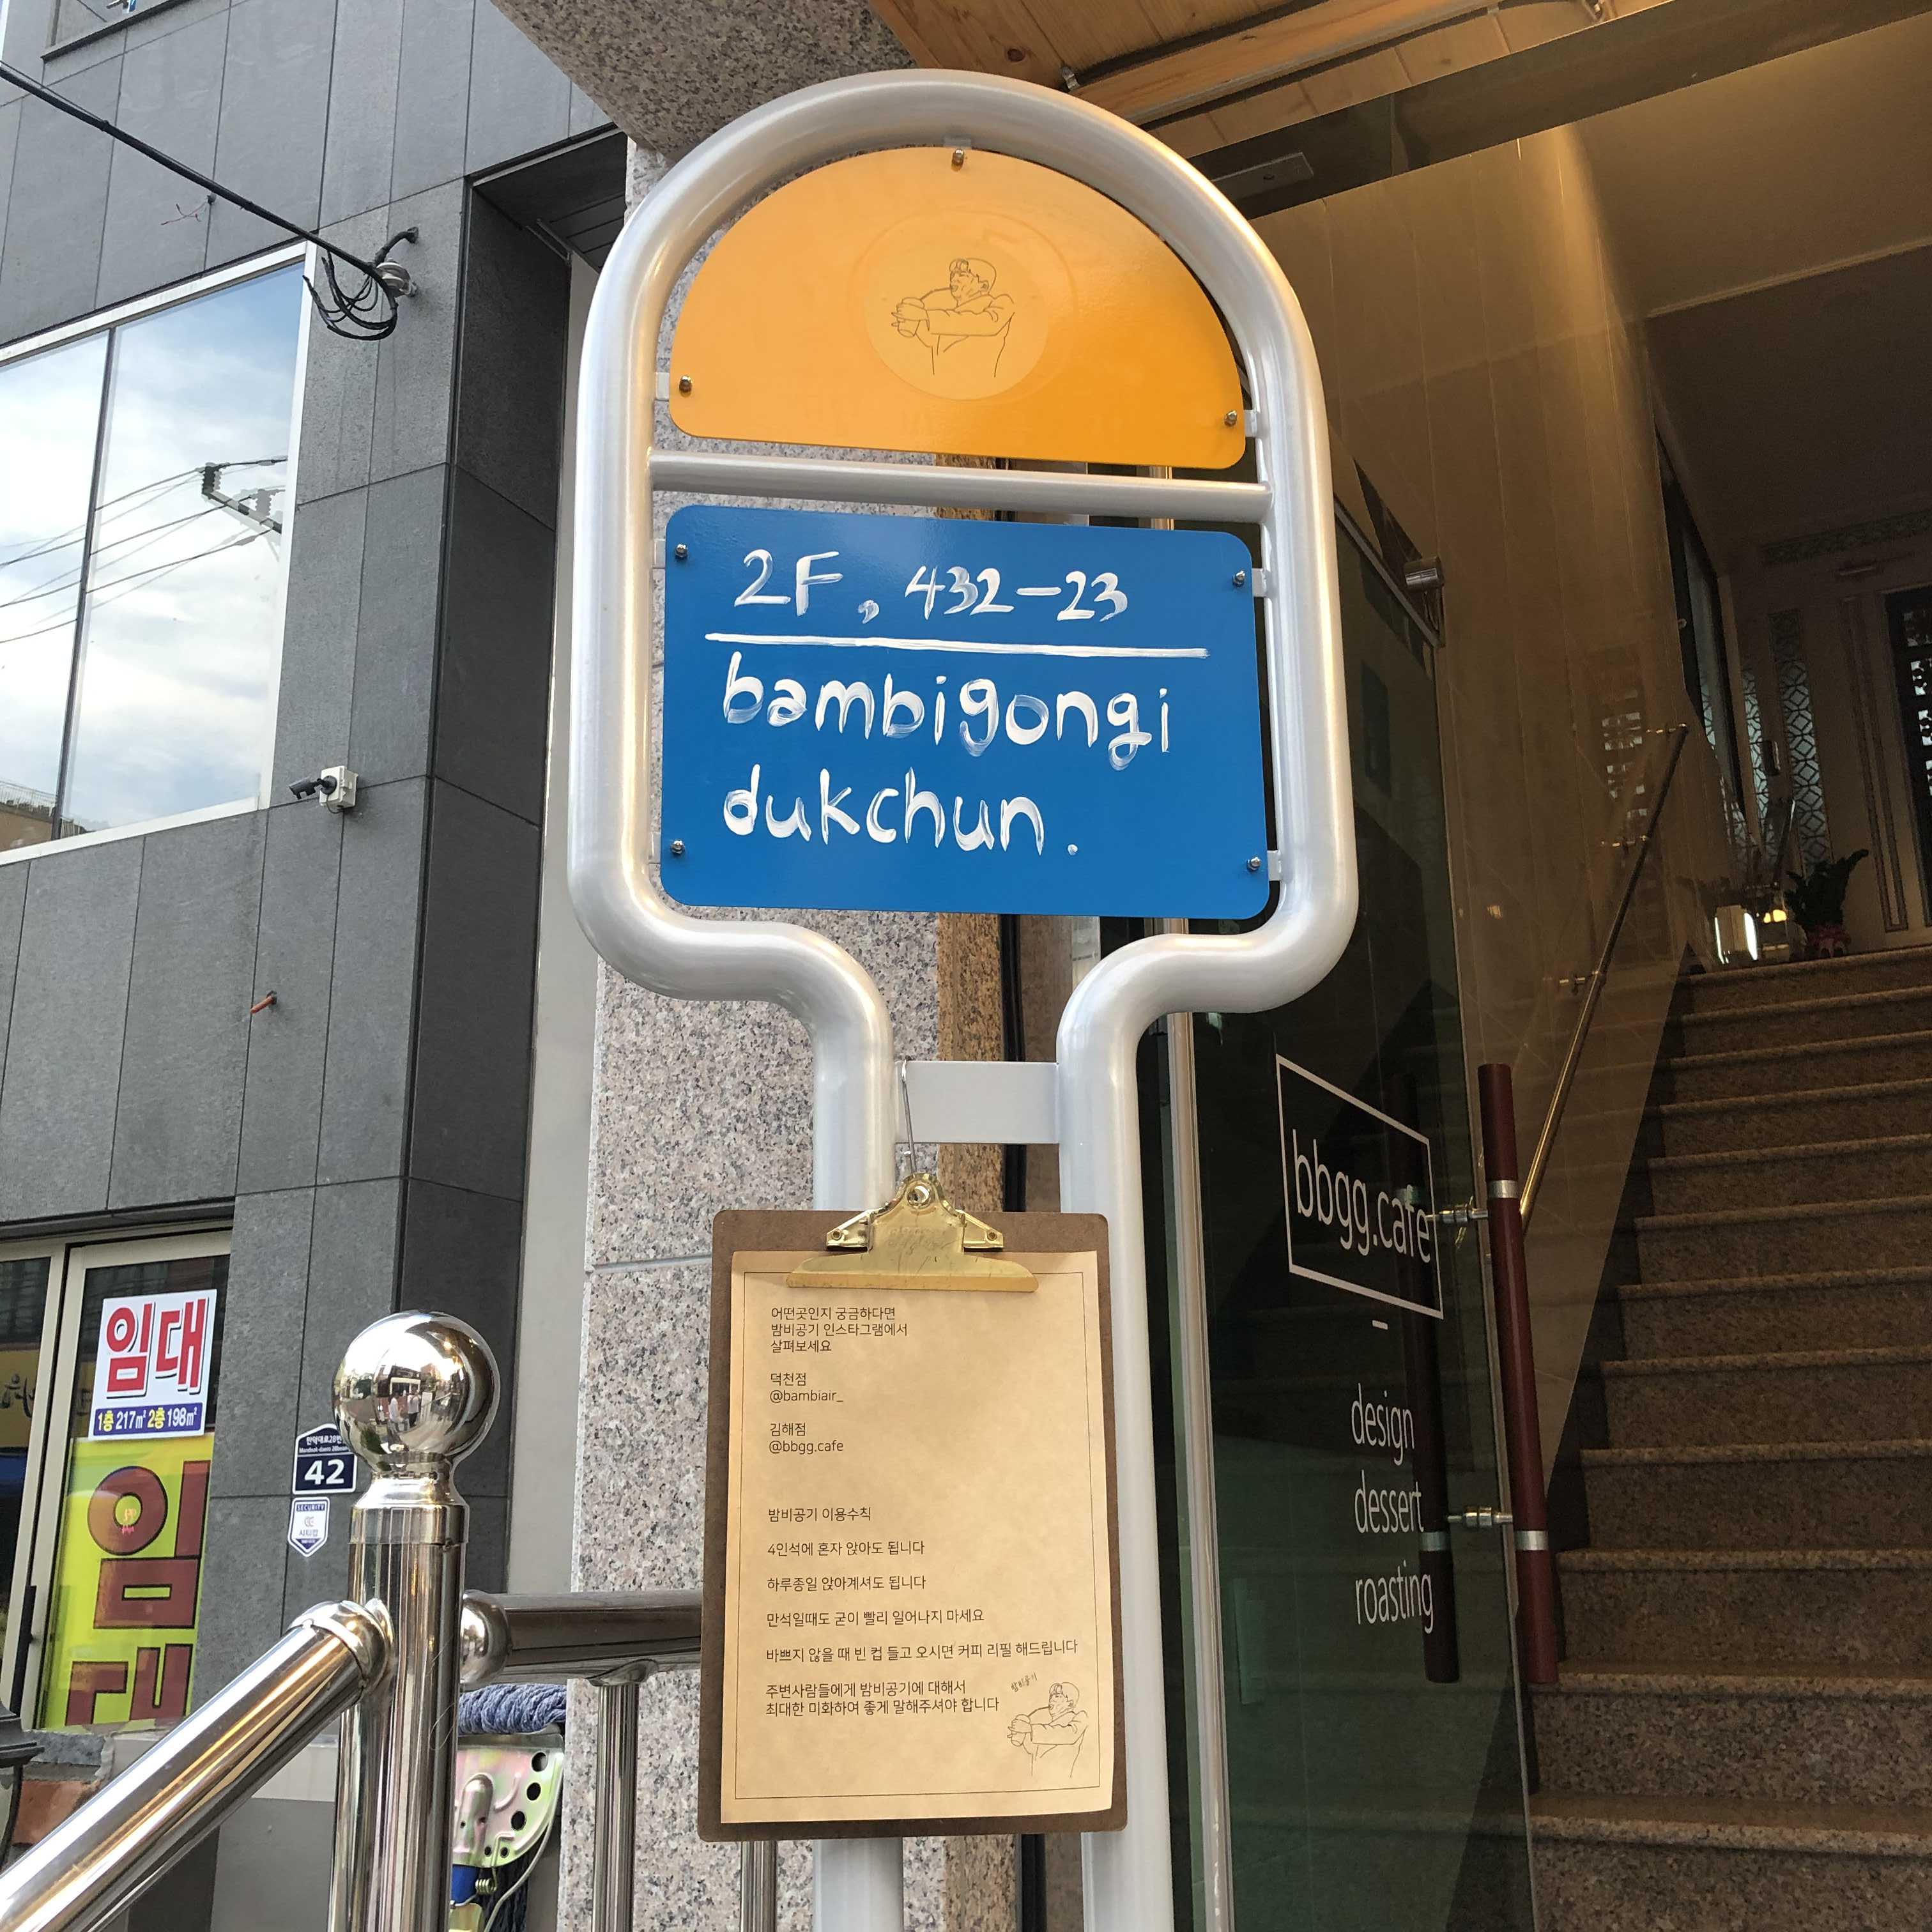 2F, 432-23
bambigongi
dukchun.
어떤곳인지 궁금하다면
밤비공기 인스타그램에서
살펴보세요
덕천점
@bambiair_
김해점
@bbgg.cafe
밤비공기 이용수칙
4인석에 혼자 앉아도 됩니다
하루종일 앉아계셔도 됩니다
만석일때도 굳이 빨리 일어나지 마세요
바쁘지 않을 때 빈 컵 들고 오시면 커피 리필 해드립니다
주변사람들에게 밤비공기에 대해서
최대한 미화하여 좋게 말해주셔야 합니다
밤비공기
bbgg.cafe
design
dessert
roasting
임대
1층 217㎡ 2층 198㎡
임
42
SECURITY